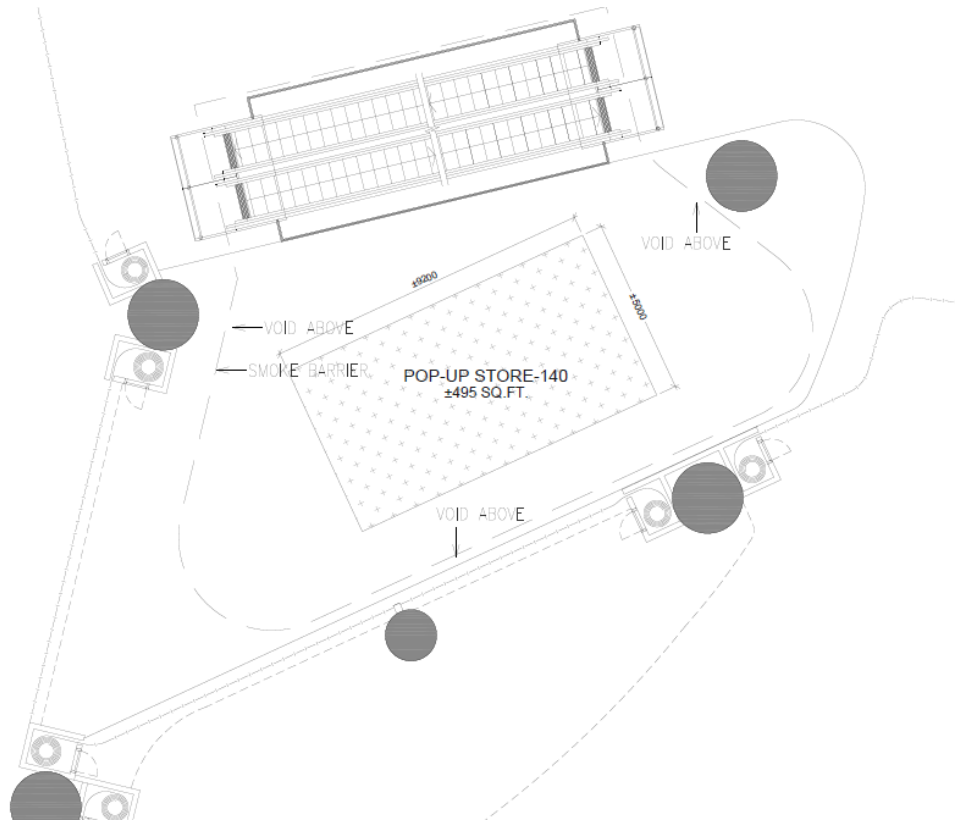 VOID ABOVE
±9200
±5000
VOID ABOVE
SMOKE BARRIER
POP-UP STORE-140
±495 SQ.FT.
VOID ABOVE